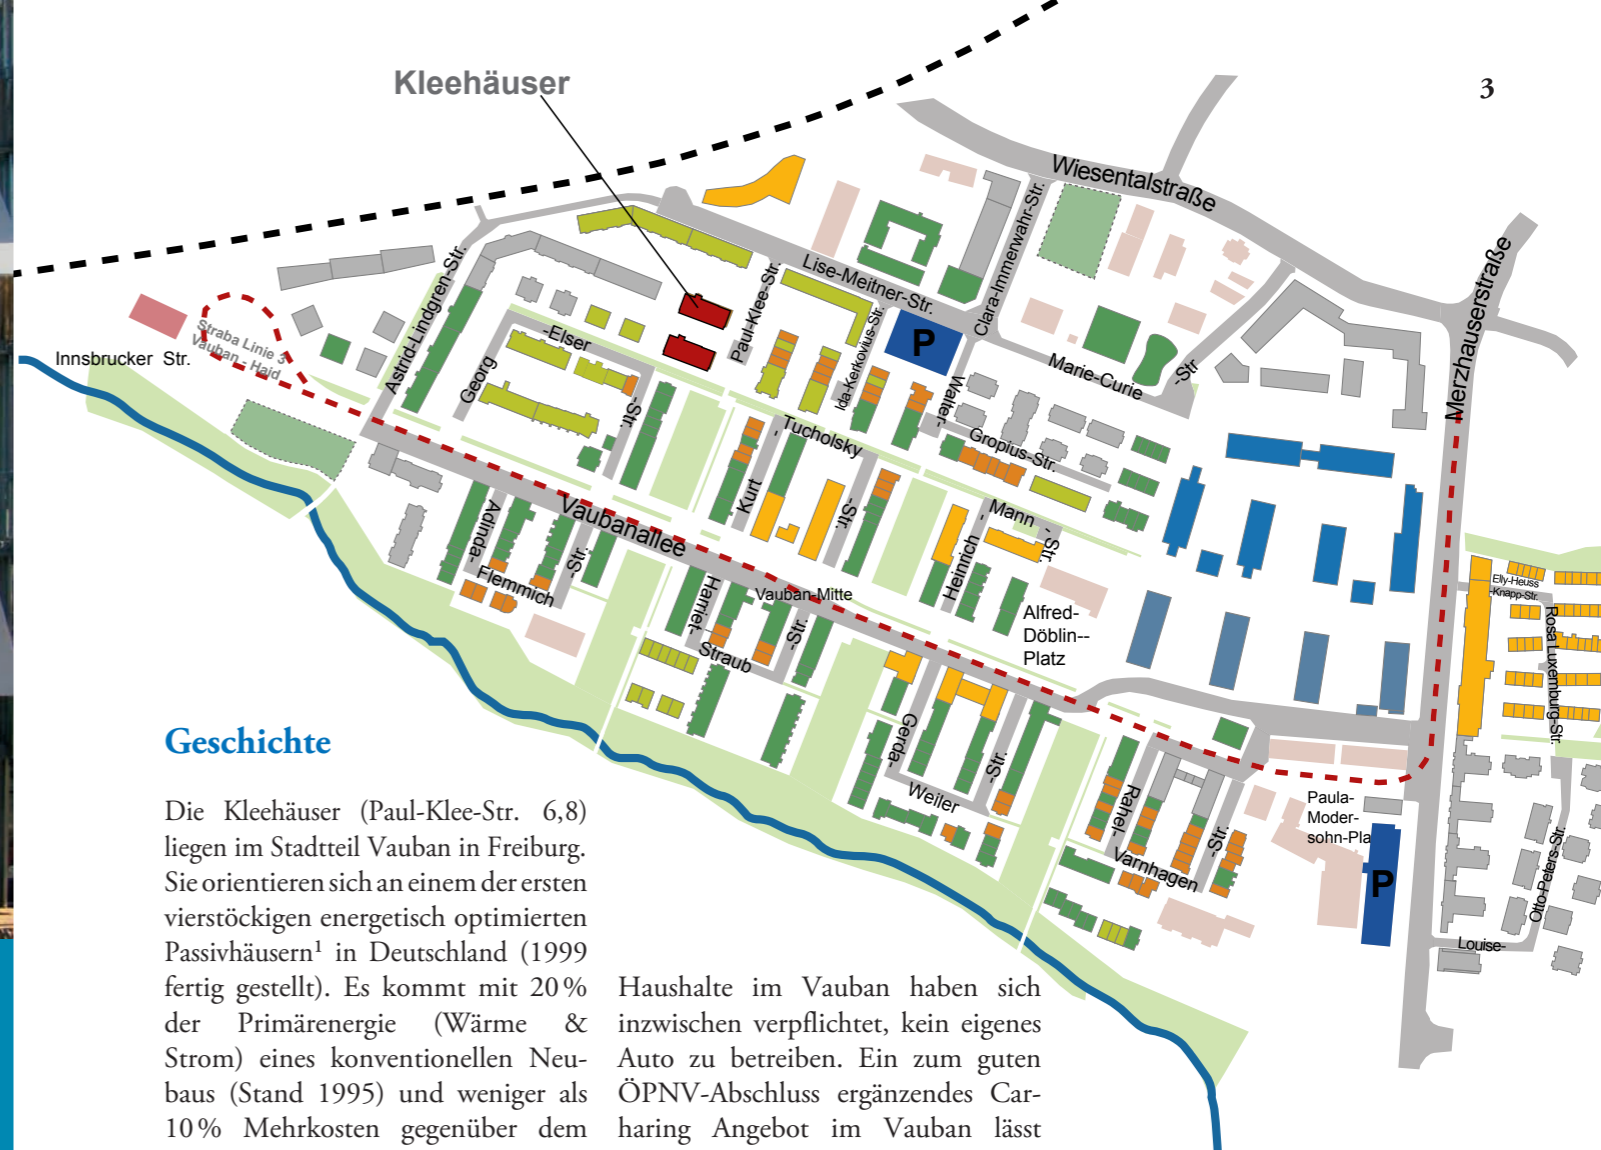 3
Kleehäuser
Wiesentalstraße
Merzhauserstraße
Clara-Immerwahr-Str.
Lise-Meitner-Str.
Paul-Klee-Str.
Ida-Kerkovius-Str.
P
Marie-Curie
-Str
Walter-
Gropius-Str.
Astrid-Lindgren-Str.
Straba Linie 3
Vauban - Haid
Innsbrucker Str.
Georg
-Elser
-Str.
Kurt
-
Tucholsky
-Str.
Heinrich
-
Mann
-
Str.
Vaubanallee
Vauban-Mitte
Adinda-
Flemmich
-Str.
Harriet-
Straub
-Str.
Alfred-
Döblin--
Platz
Gerda-
Weiler
-Str.
Rahel-
Varnhagen
-Str.
Paula-
Moder-
sohn-Pla
P
Elly-Heuss
-Knapp-Str.
Rosa Luxemburg-Str.
Otto-Peters-Str.
Louise-
Geschichte
Die Kleehäuser (Paul-Klee-Str. 6,8)
liegen im Stadtteil Vauban in Freiburg.
Sie orientieren sich an einem der ersten
vierstöckigen energetisch optimierten
Passivhäusern¹ in Deutschland (1999
fertig gestellt). Es kommt mit 20 %
der Primärenergie (Wärme &
Strom) eines konventionellen Neu-
baus (Stand 1995) und weniger als
10 % Mehrkosten gegenüber dem
Haushalte im Vauban haben sich
inzwischen verpflichtet, kein eigenes
Auto zu betreiben. Ein zum guten
ÖPNV-Abschluss ergänzendes Car-
haring Angebot im Vauban lässt